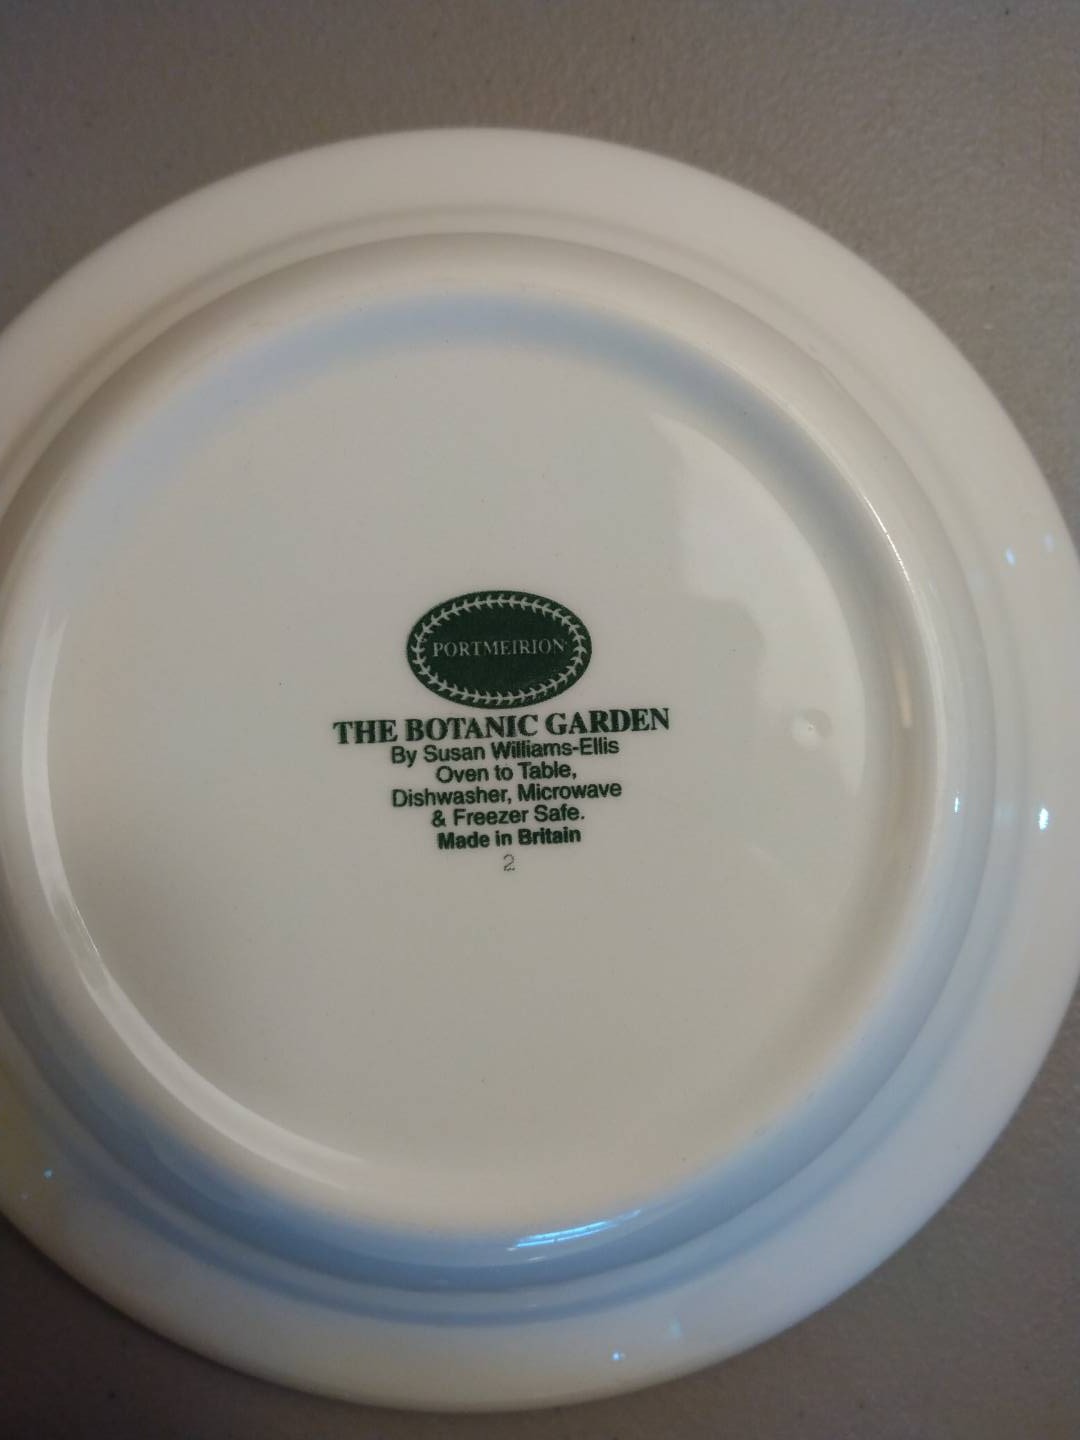 PORTMEIRION
THE BOTANIC GARDEN
By Susan Williams-Ellis
Oven to Table,
Dishwasher, Microwave
& Freezer Safe.
Made in Britain
2